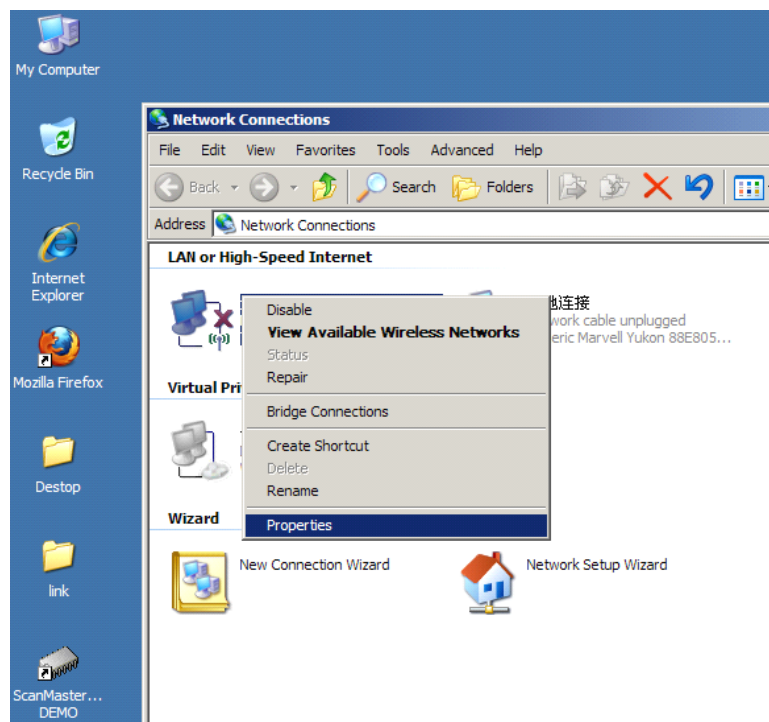 My Computer
Recycle Bin
Internet
Explorer
Mozilla Firefox
Destop
link
ScanMaster...
DEMO
Network Connections
File Edit View Favorites Tools Advanced Help
Back Search Folders
Address Network Connections
LAN or High-Speed Internet
Disable
View Available Wireless Networks
Status
Repair
Bridge Connections
Create Shortcut
Delete
Rename
Properties
地连接
work cable unplugged
eric Marvell Yukon 88E805...
Virtual Pri
Wizard
New Connection Wizard
Network Setup Wizard